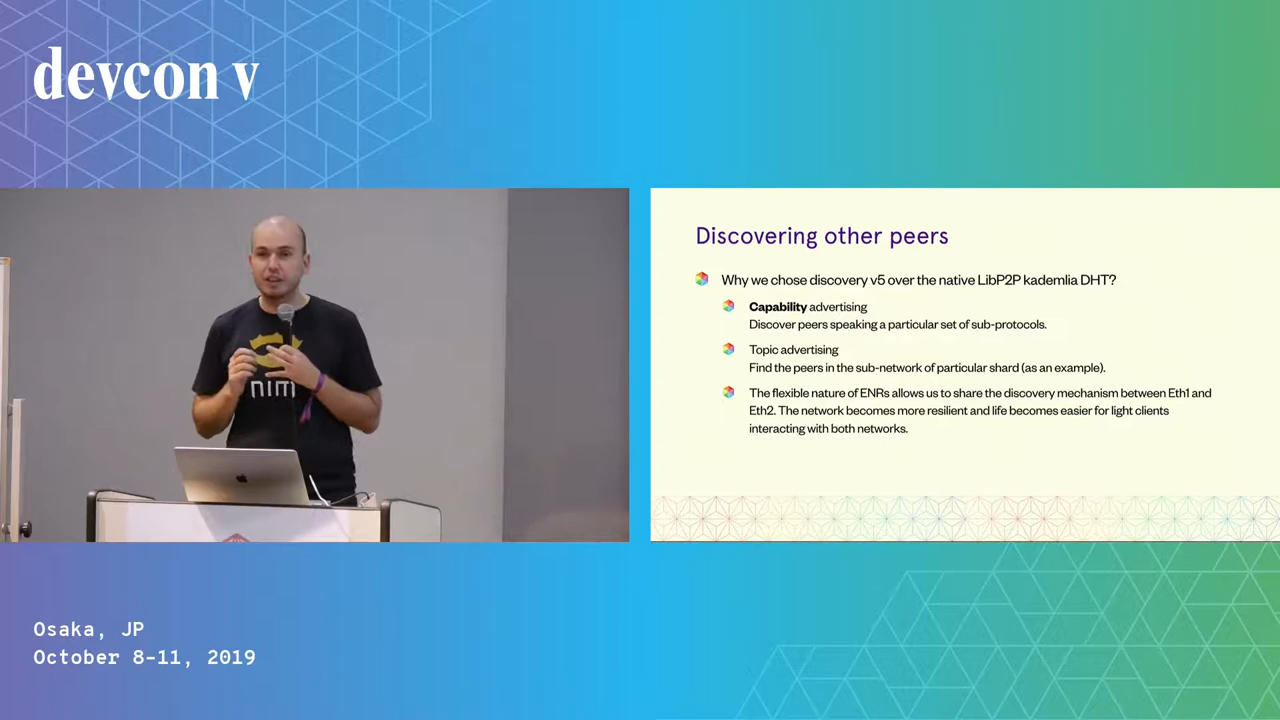 devcon v
nim
Discovering other peers
Why we chose discovery v5 over the native LibP2P kademlia DHT?
Capability advertising
Discover peers speaking a particular set of sub-protocols.
Topic advertising
Find the peers in the sub-network of particular shard (as an example).
The flexible nature of ENRs allows us to share the discovery mechanism between Eth1 and
Eth2. The network becomes more resilient and life becomes easier for light clients
interacting with both networks.
Osaka, JP
October 8-11, 2019